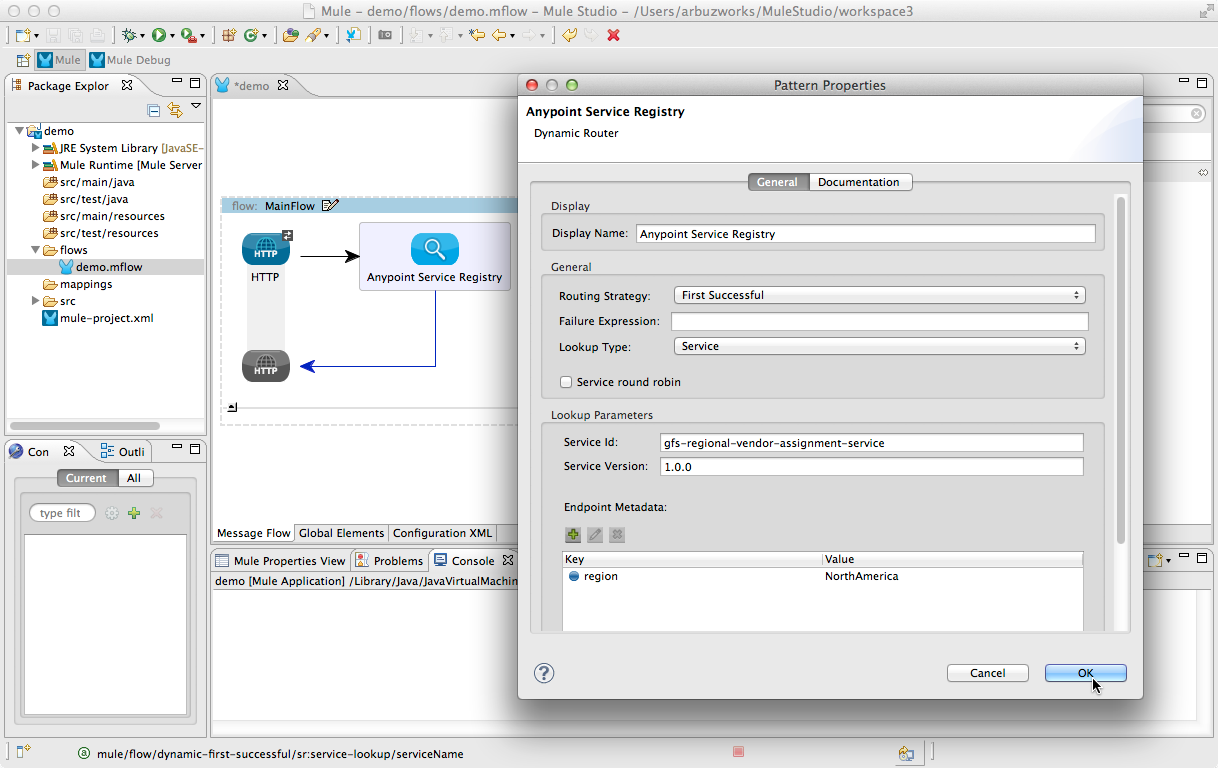 Mule – demo/flows/demo.mflow – Mule Studio – /Users/arbuzworks/MuleStudio/workspace3
Mule
Mule Debug
Package Explor
demo
JRE System Library [JavaSE-
Mule Runtime [Mule Server
src/main/java
src/test/java
src/main/resources
src/test/resources
flows
demo.mflow
mappings
src
mule-project.xml
Con
Outli
Current
All
type filt
*demo
flow: MainFlow
HTTP
HTTP
Anypoint Service Registry
HTTP
Message Flow
Global Elements
Configuration XML
Mule Properties View
Problems
Console
demo [Mule Application] /Library/Java/JavaVirtualMachin
Pattern Properties
Anypoint Service Registry
Dynamic Router
General
Documentation
Display
Display Name: Anypoint Service Registry
General
Routing Strategy: First Successful
Failure Expression:
Lookup Type: Service
Service round robin
Lookup Parameters
Service Id: gfs-regional-vendor-assignment-service
Service Version: 1.0.0
Endpoint Metadata:
Key Value
region NorthAmerica
?
Cancel
OK
mule/flow/dynamic-first-successful/sr:service-lookup/serviceName